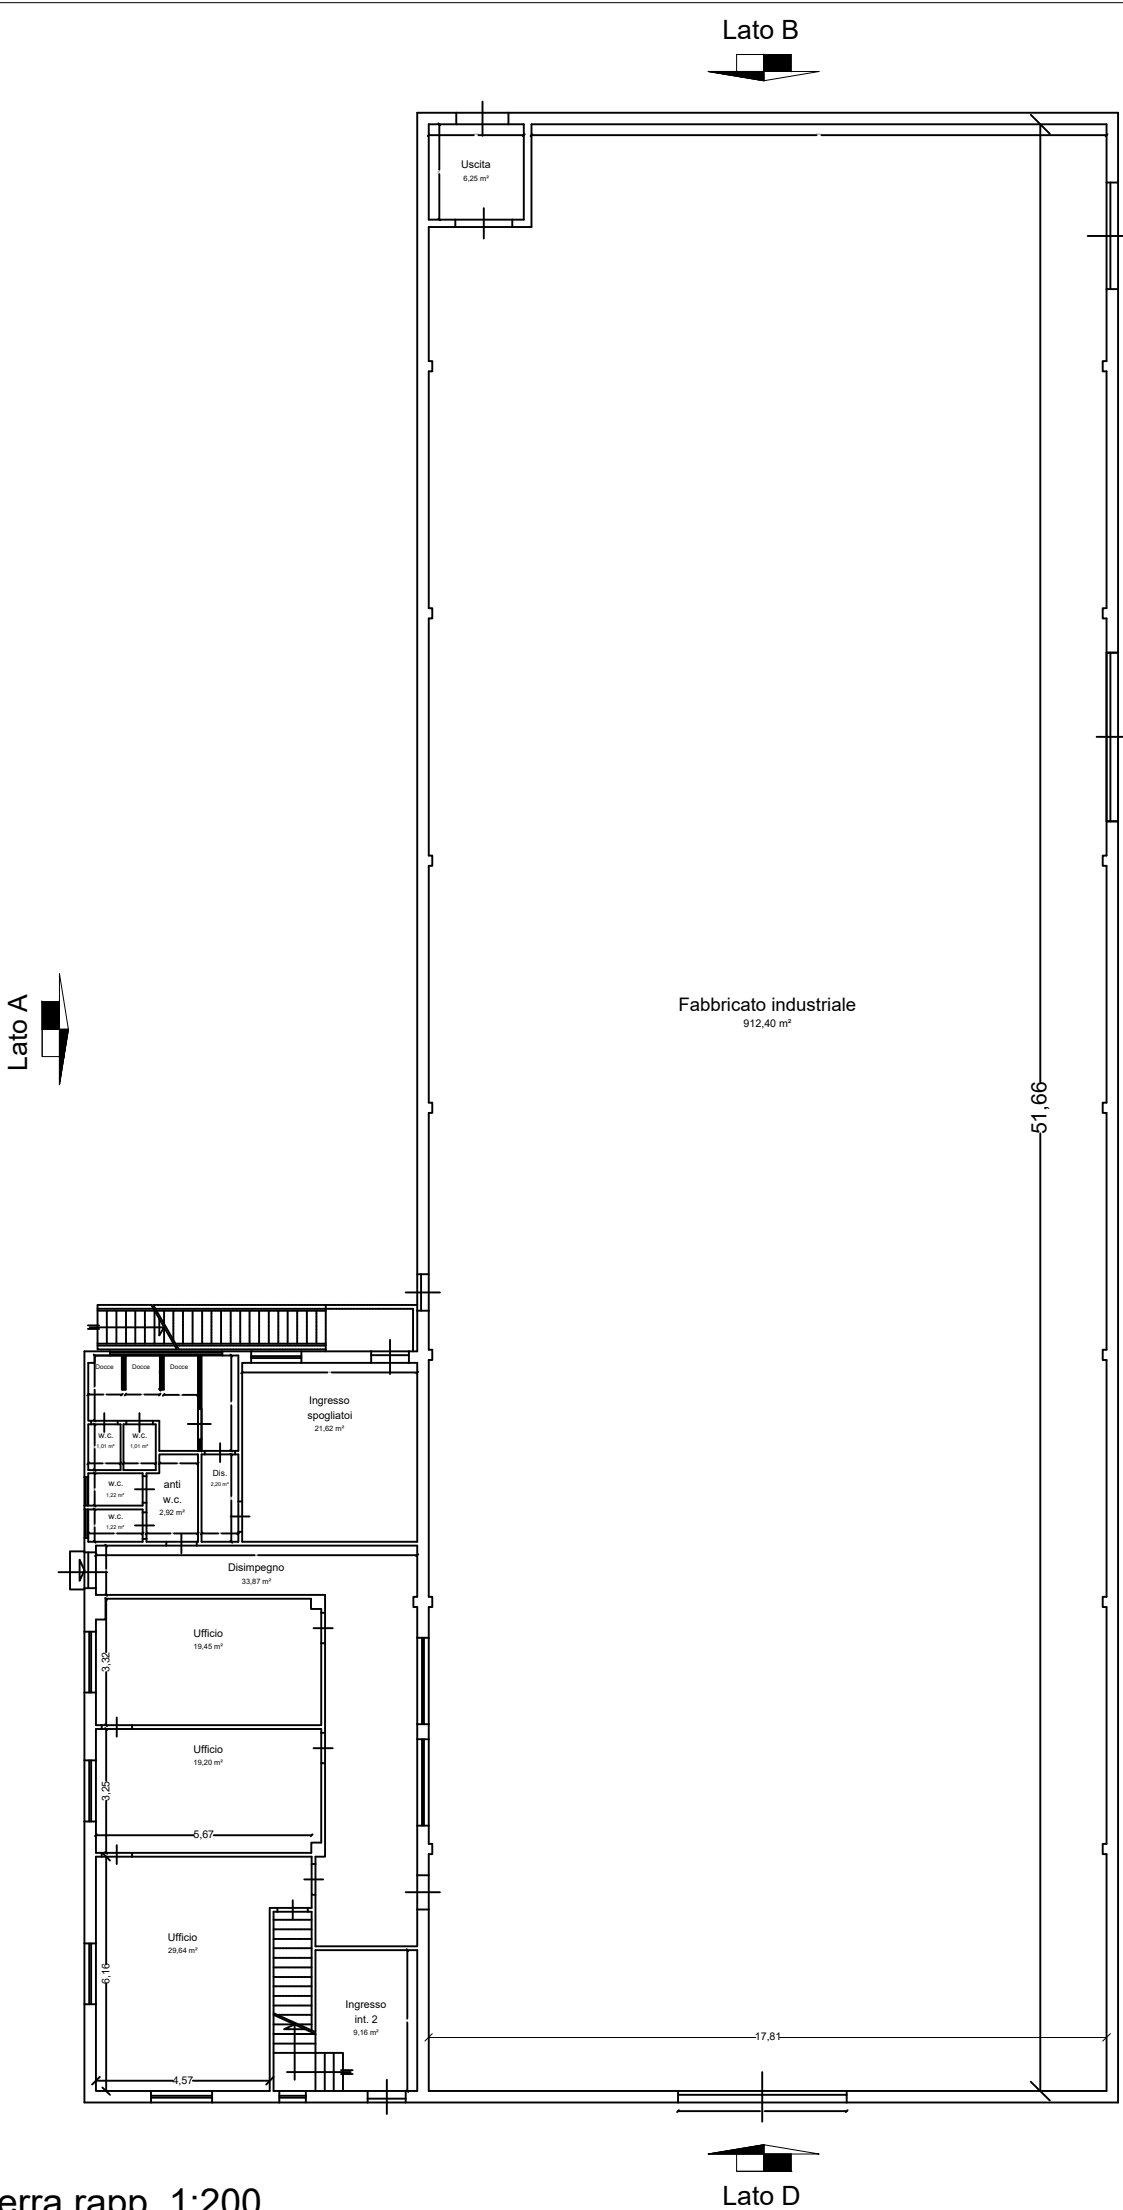 Lato B
Uscita
6,25 m²
Lato A
Fabbricato industriale
912,40 m²
51,66
Docce
Docce
Docce
Ingresso
spogliatoi
21,62 m²
w.c.
1,01 m²
w.c.
1,01 m²
w.c.
1,22 m²
anti
w.c.
2,92 m²
Dis.
2,20 m²
w.c.
1,22 m²
Disimpegno
33,87 m²
Ufficio
19,45 m²
3,32
Ufficio
19,20 m²
3,25
5,67
Ufficio
29,64 m²
6,16
Ingresso
int. 2
9,16 m²
17,81
4,57
erra rapp. 1:200
Lato D